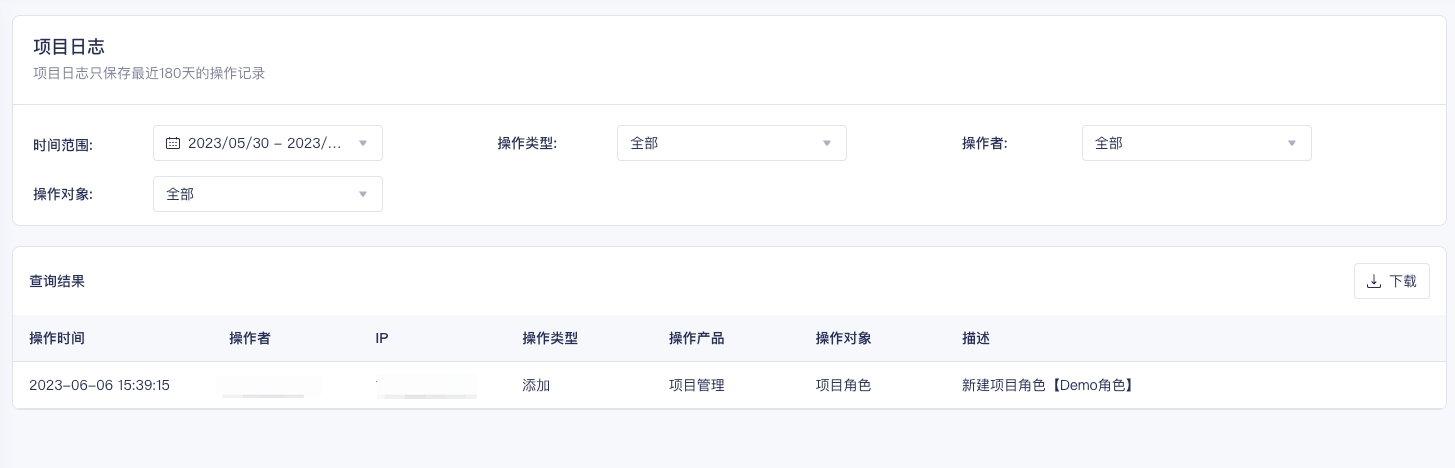 项目日志
项目日志只保存最近180天的操作记录
时间范围: 2023/05/30 – 2023/... 操作类型: 全部 操作者: 全部
操作对象: 全部
查询结果 下载
操作时间 操作者 IP 操作类型 操作产品 操作对象 描述
2023-06-06 15:39:15 添加 项目管理 项目角色 新建项目角色【Demo角色】